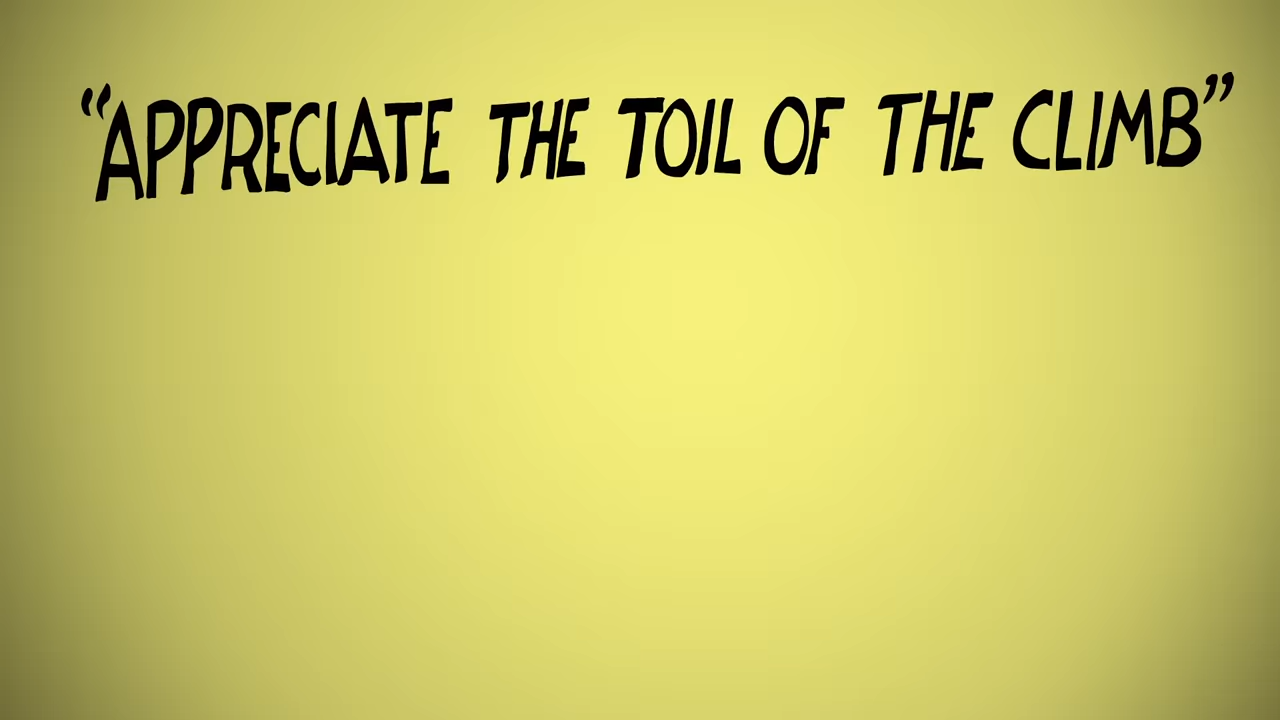 “APPRECIATE THE TOIL OF THE CLIMB”